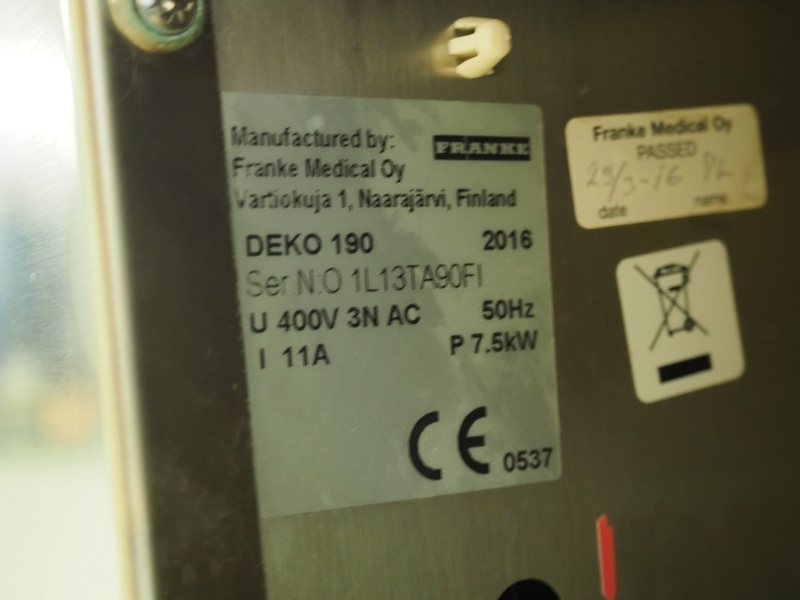 Manufactured by:
FRANKE
Franke Medical Oy
Vartiokuja 1, Naarajärvi, Finland
DEKO 190 2016
Ser.N:O 1L13TA90FI
U 400V 3N AC 50Hz
I 11A P 7.5kW
CE 0537
Franke Medical Oy
PASSED
date name